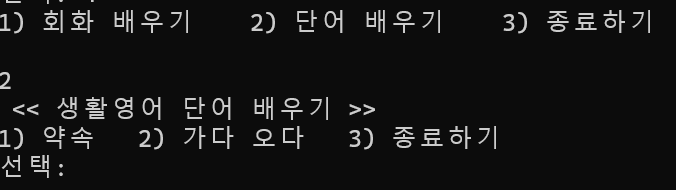 1) 회화 배우기    2) 단어 배우기    3) 종료하기
2
<< 생활영어 단어 배우기 >>
1) 약속   2) 가다 오다   3) 종료하기
선택: